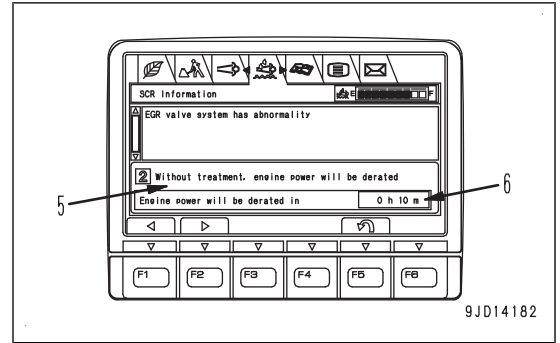 SCR Information
E F
EGR valve system has abnormality
2 Without treatment, engine power will be derated
Engine power will be derated in 0 h 10 m
5
6
F1 F2 F3 F4 F5 F6
9JD14182